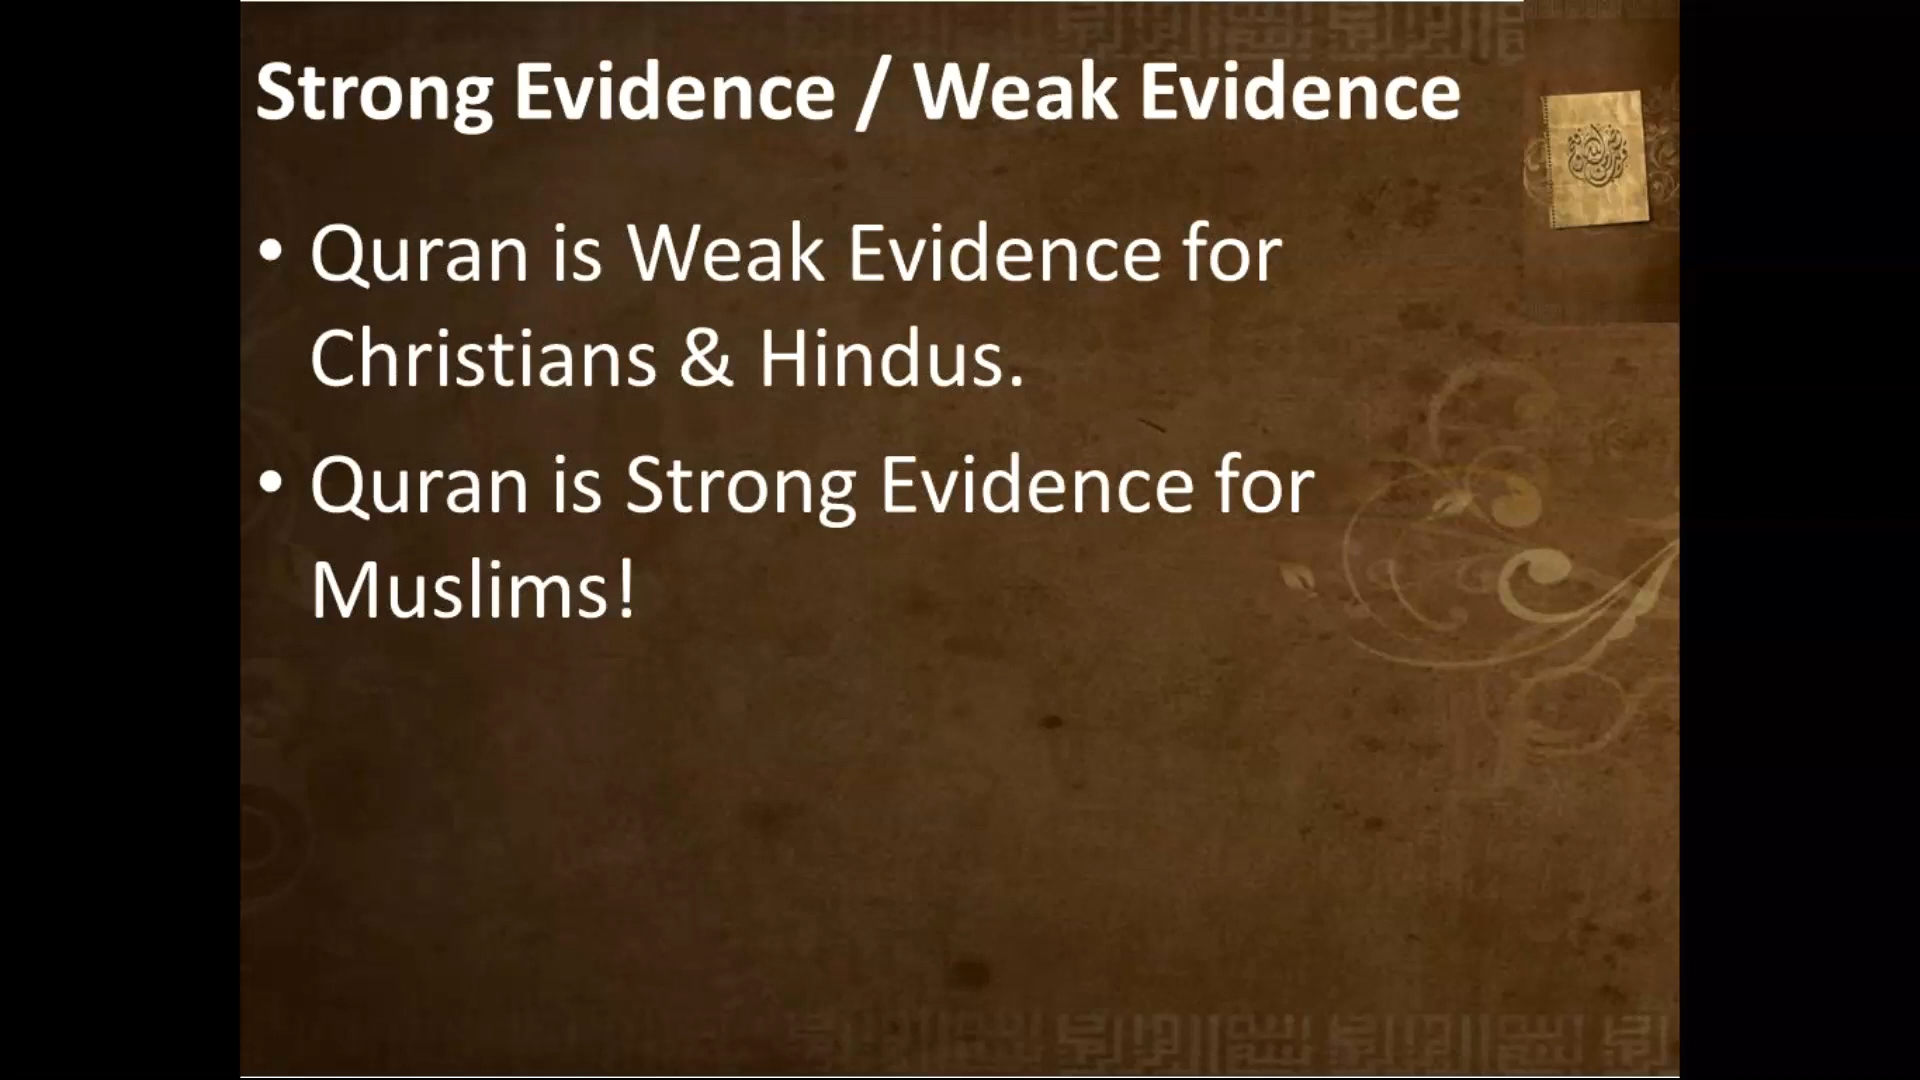 Strong Evidence / Weak Evidence
• Quran is Weak Evidence for
Christians & Hindus.
• Quran is Strong Evidence for
Muslims!